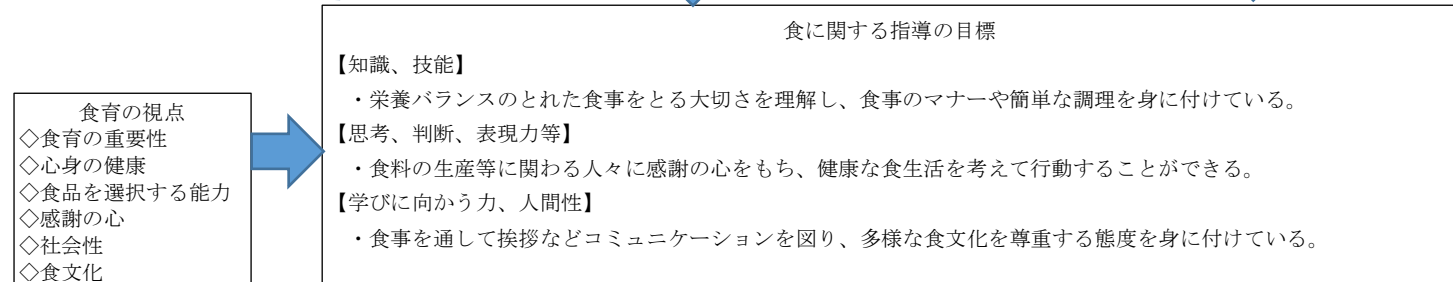 食に関する指導の目標
【知識、技能】
・栄養バランスのとれた食事をとる大切さを理解し、食事のマナーや簡単な調理を身に付けている。
【思考、判断、表現力等】
・食料の生産等に関わる人々に感謝の心をもち、健康な食生活を考えて行動することができる。
【学びに向かう力、人間性】
・食事を通して挨拶などコミュニケーションを図り、多様な食文化を尊重する態度を身に付けている。
食育の視点
◇食育の重要性
◇心身の健康
◇食品を選択する能力
◇感謝の心
◇社会性
◇食文化